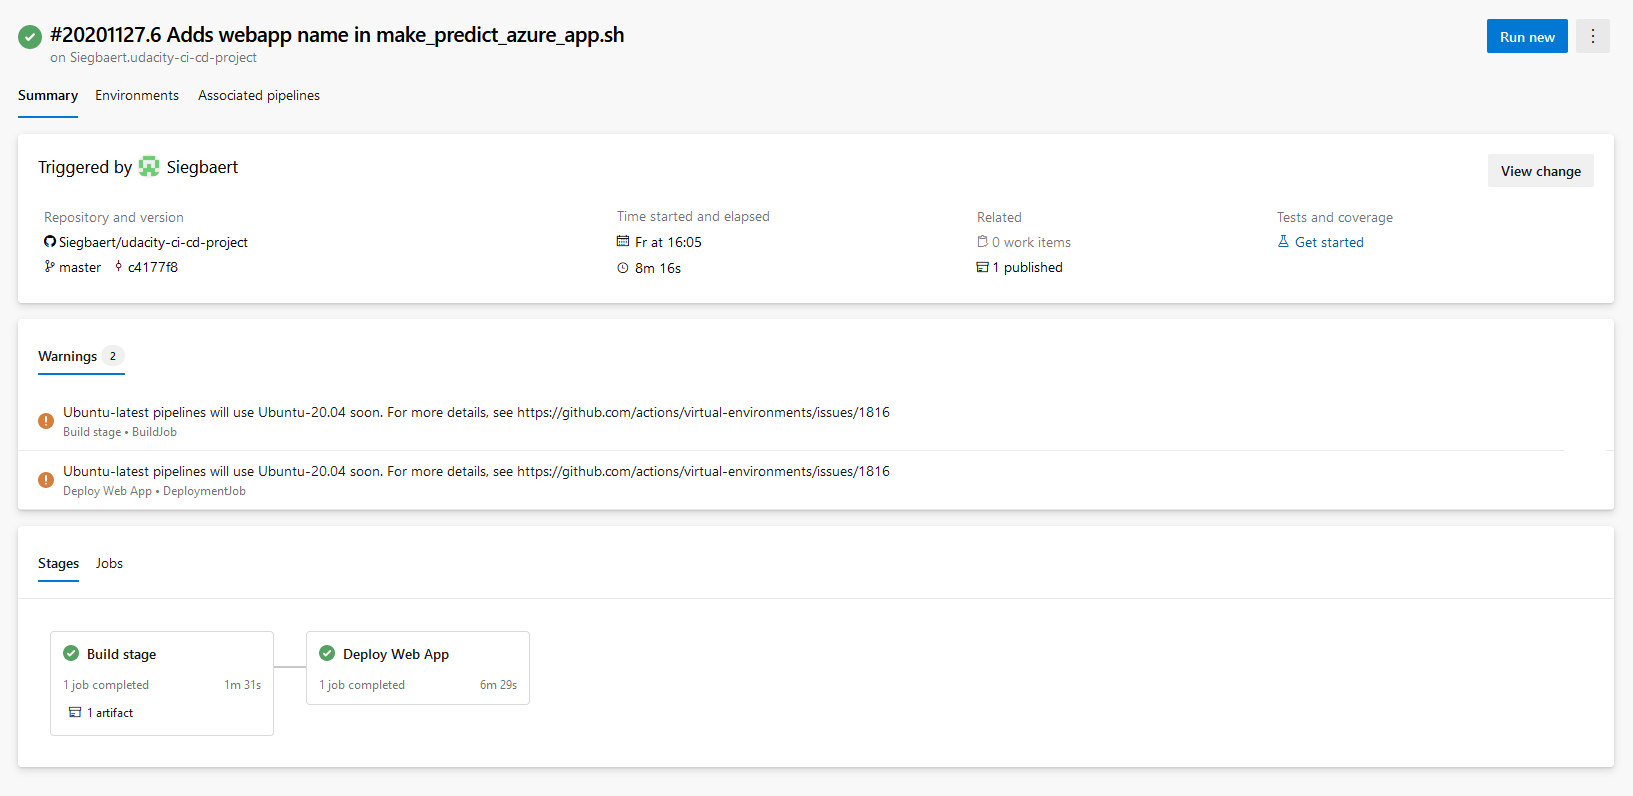 #20201127.6 Adds webapp name in make_predict_azure_app.sh
on Siegbaert.udacity-ci-cd-project
Run new
Summary Environments Associated pipelines
Triggered by Siegbaert
View change
Repository and version
Siegbaert/udacity-ci-cd-project
master c4177f8
Time started and elapsed
Fr at 16:05
8m 16s
Related
0 work items
1 published
Tests and coverage
Get started
Warnings 2
Ubuntu-latest pipelines will use Ubuntu-20.04 soon. For more details, see https://github.com/actions/virtual-environments/issues/1816
Build stage • BuildJob
Ubuntu-latest pipelines will use Ubuntu-20.04 soon. For more details, see https://github.com/actions/virtual-environments/issues/1816
Deploy Web App • DeploymentJob
Stages Jobs
Build stage
1 job completed 1m 31s
1 artifact
Deploy Web App
1 job completed 6m 29s